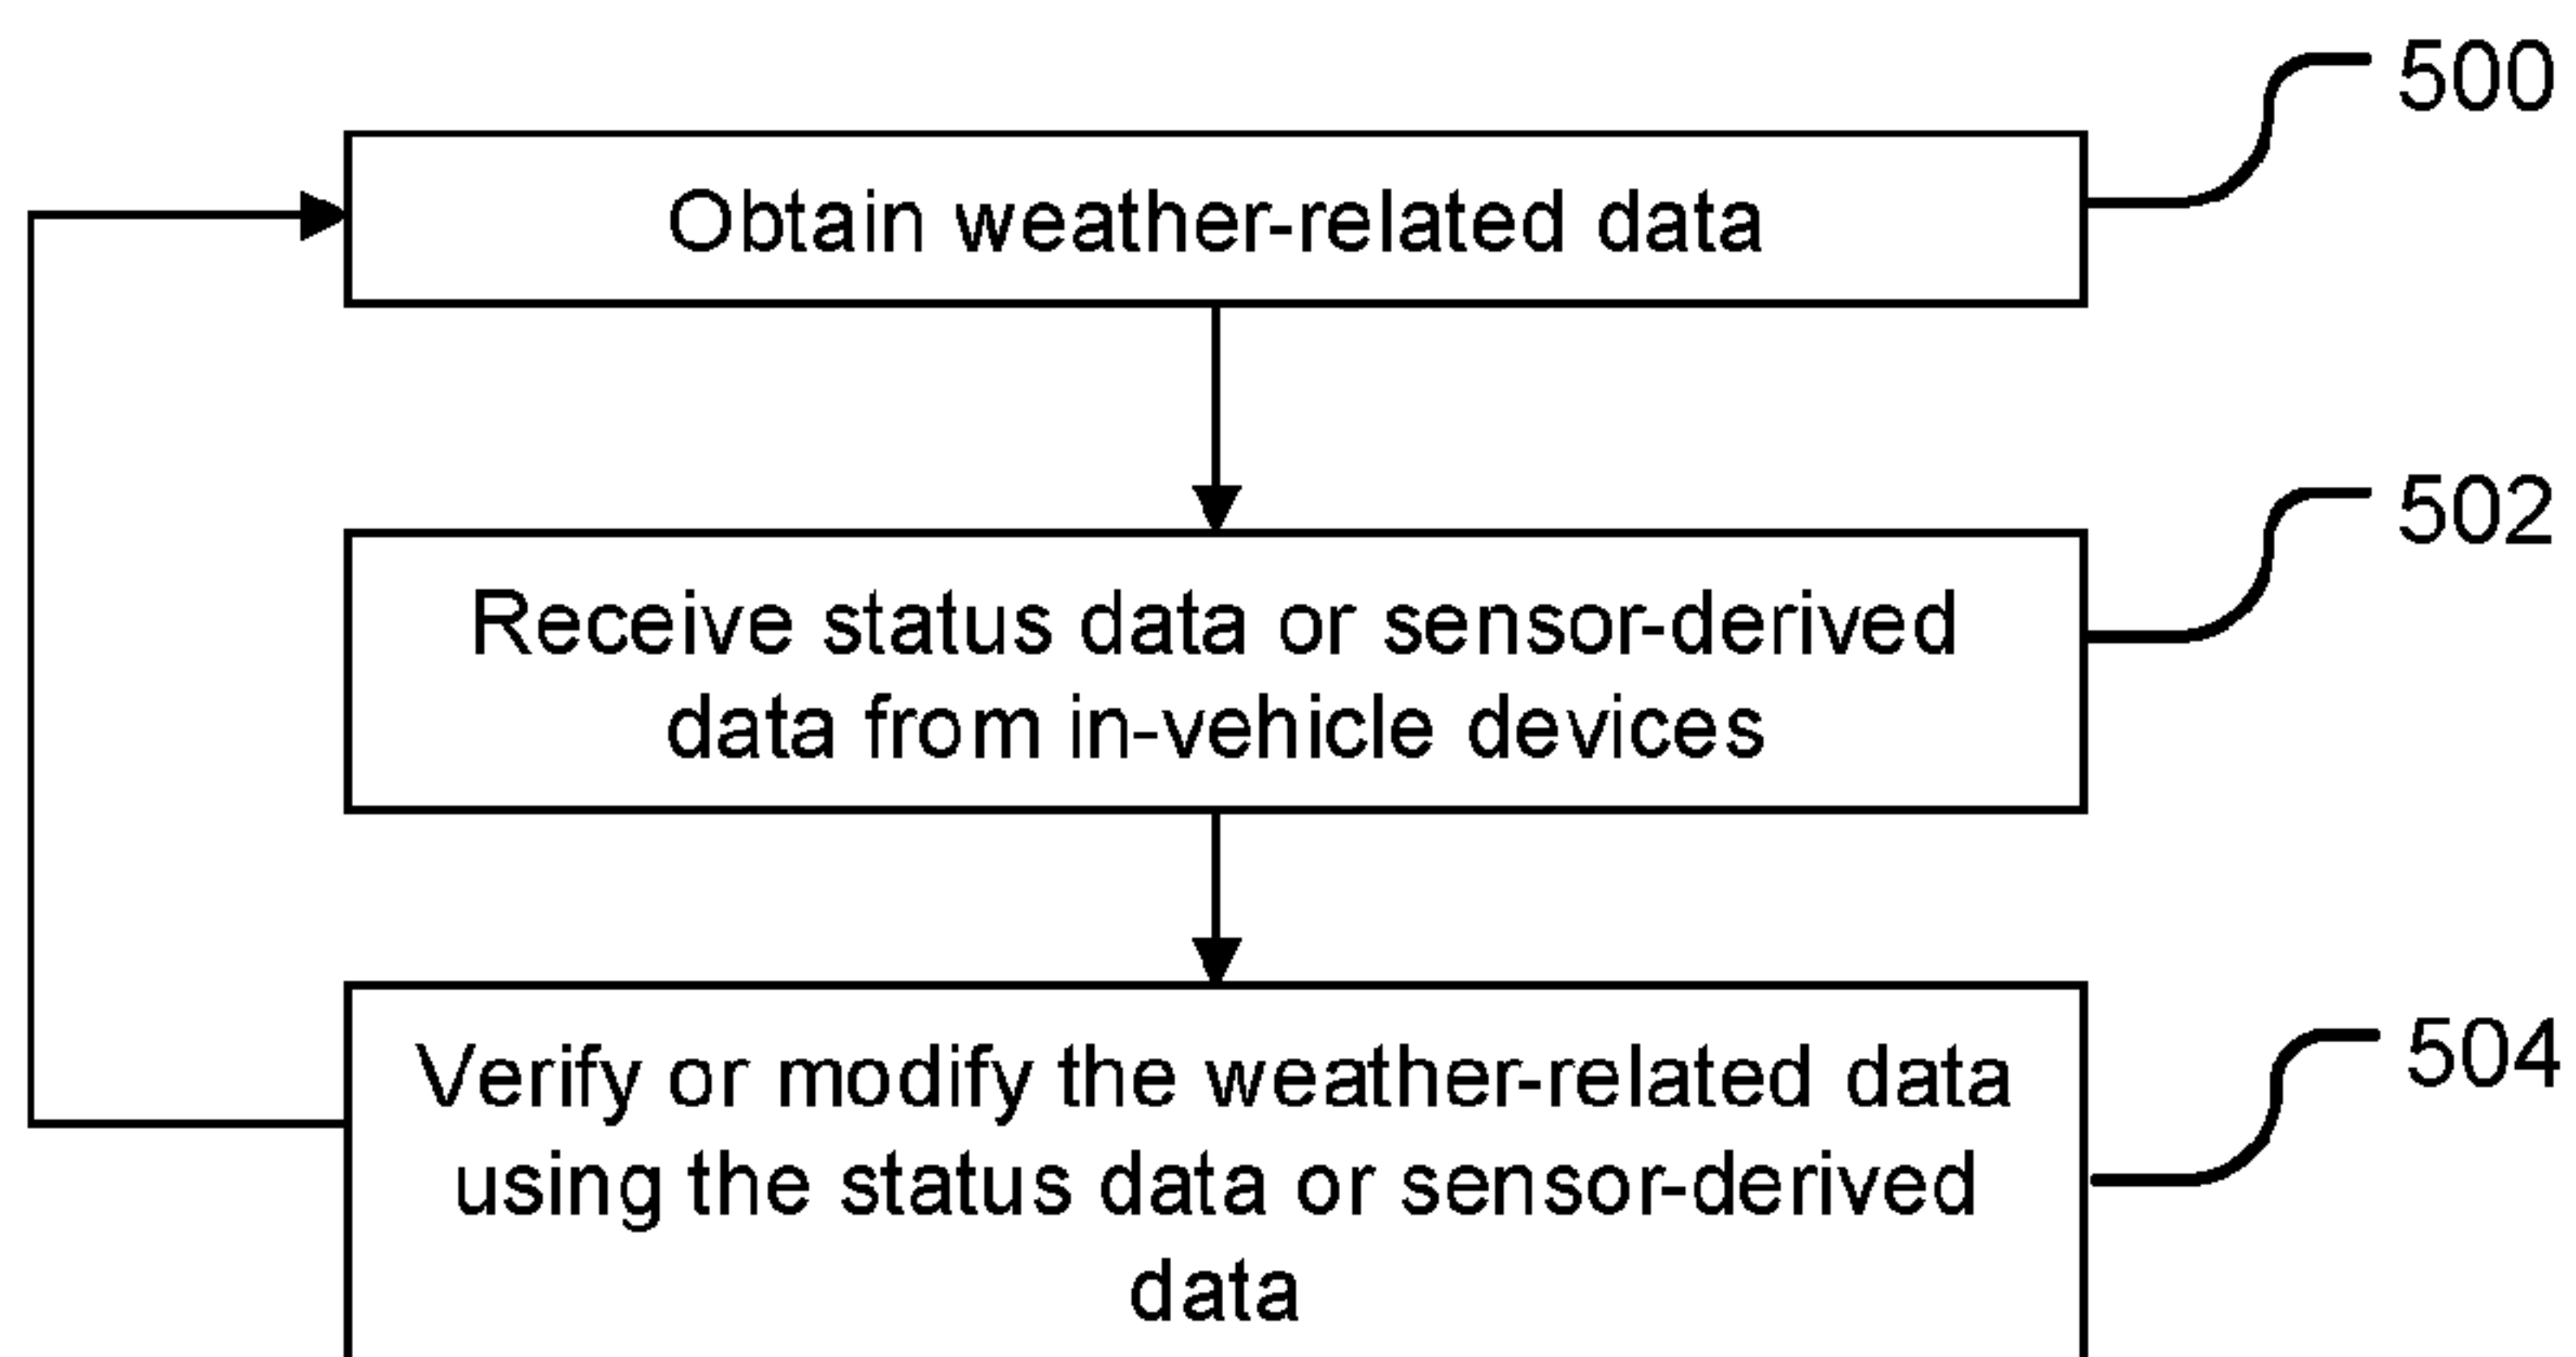 500
Obtain weather-related data
502
Receive status data or sensor-derived
data from in-vehicle devices
504
Verify or modify the weather-related data
using the status data or sensor-derived
data